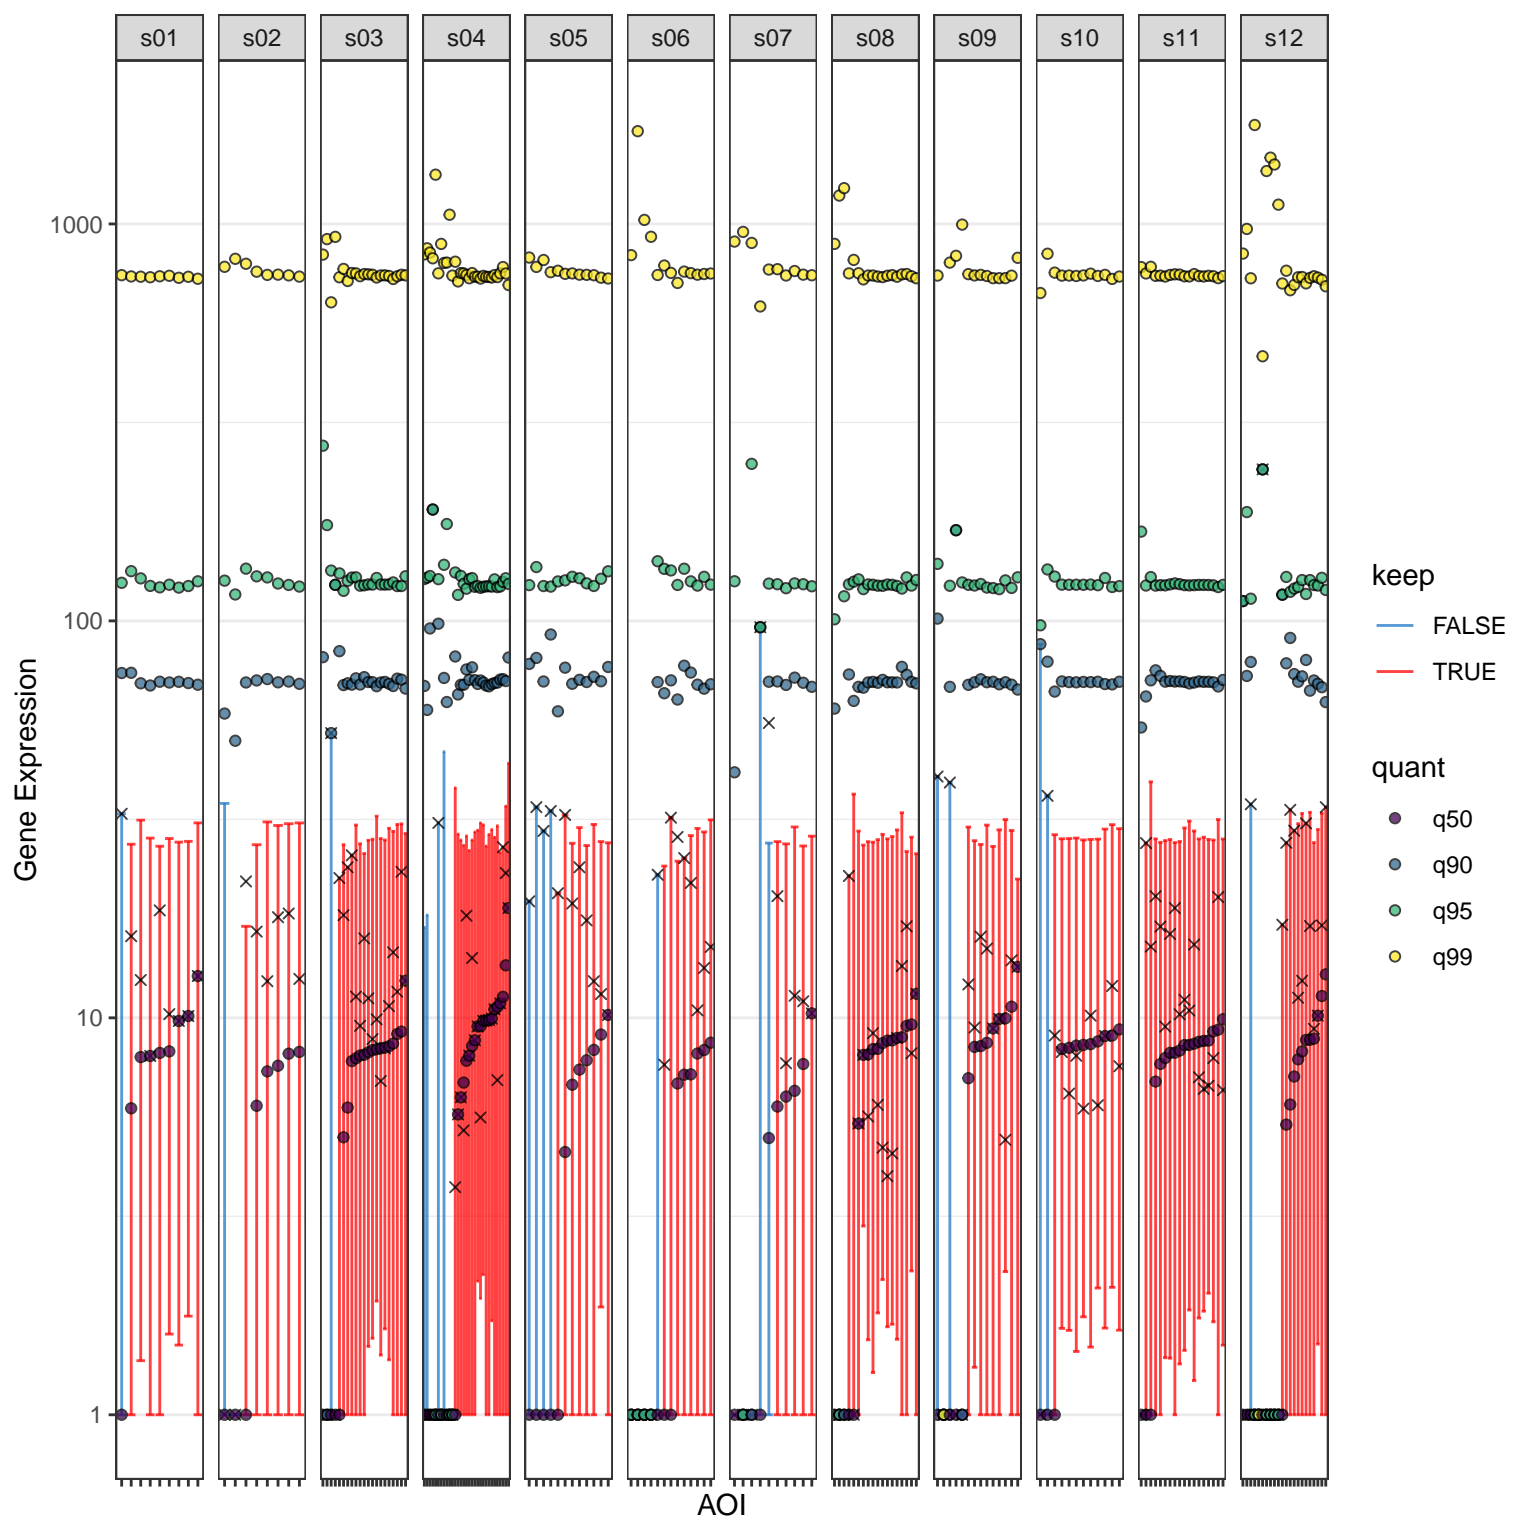 s01 s02 s03 s04 s05 s06 s07 s08 s09 s10 s11 s12
1000
100
10
1
Gene Expression
AOI
keep
FALSE
TRUE
quant
q50
q90
q95
q99